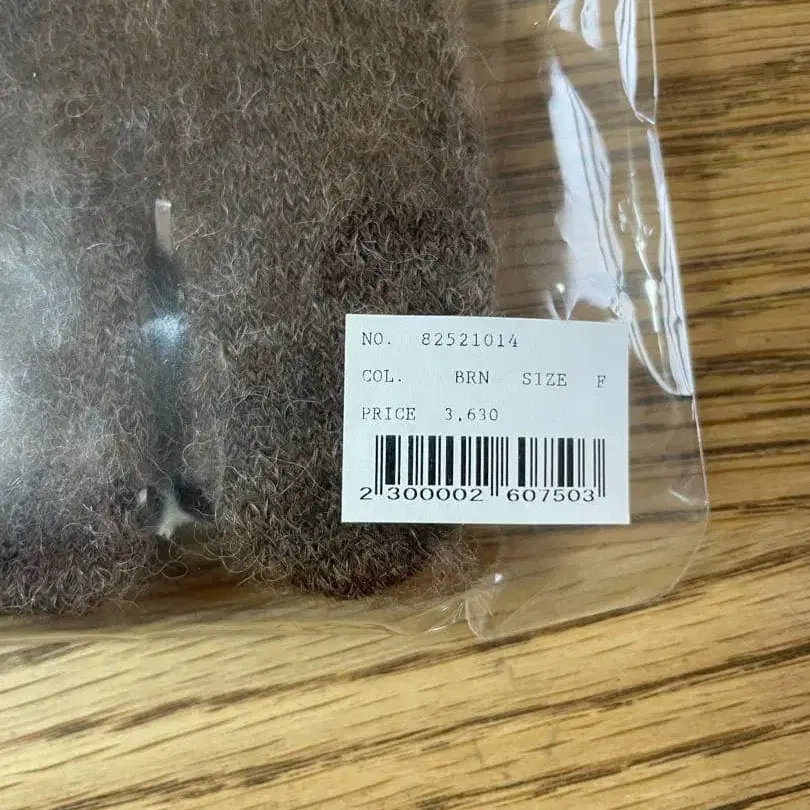 NO. 82521014
COL. BRN SIZE F
PRICE 3,630
2 300002 607503